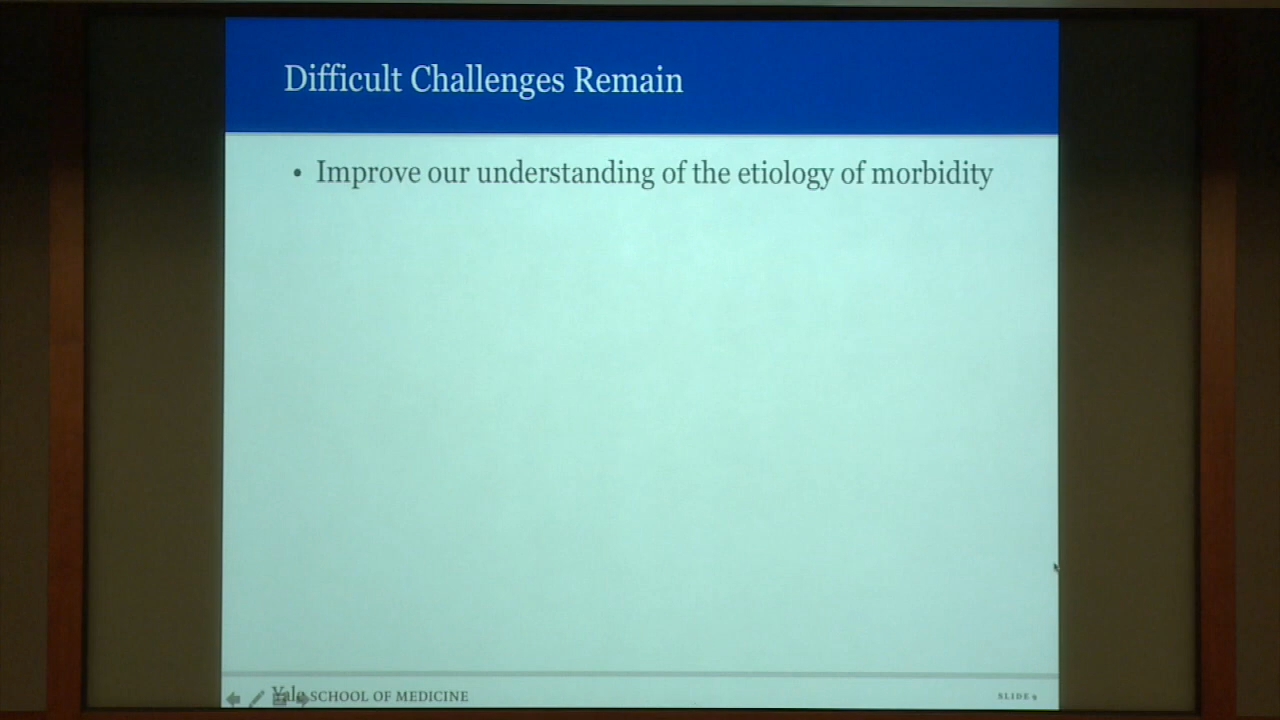 Difficult Challenges Remain
• Improve our understanding of the etiology of morbidity
Yale SCHOOL OF MEDICINE
SLIDE 9